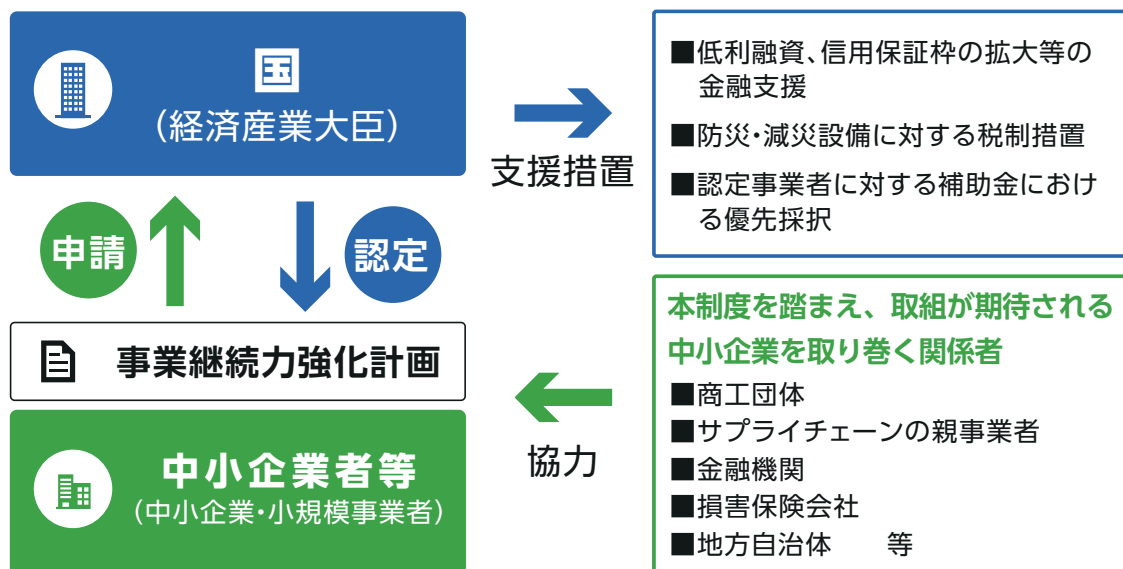 国
（経済産業大臣）
支援措置
■低利融資、信用保証枠の拡大等の
金融支援
■防災・減災設備に対する税制措置
■認定事業者に対する補助金におけ
る優先採択
申請
認定
事業継続力強化計画
中小企業者等
（中小企業・小規模事業者）
協力
本制度を踏まえ、取組が期待される
中小企業を取り巻く関係者
■商工団体
■サプライチェーンの親事業者
■金融機関
■損害保険会社
■地方自治体　　等